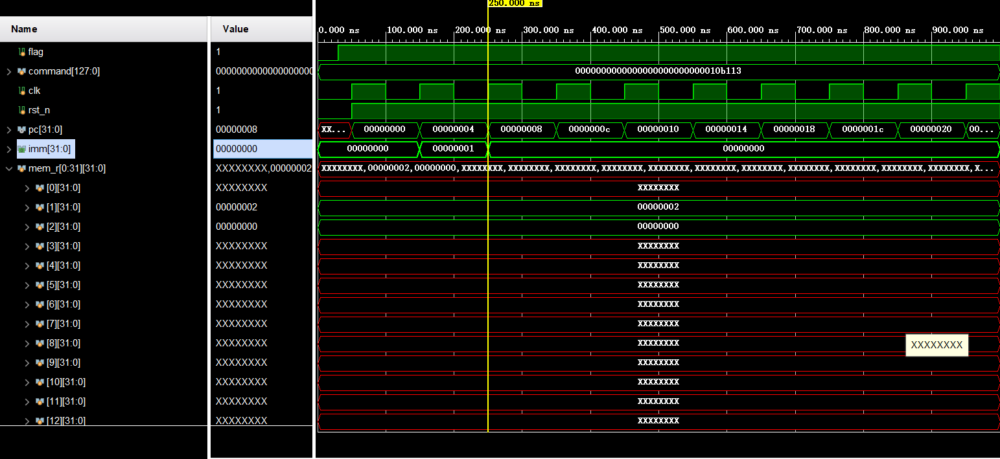 250.000 ns
Name Value
0.000 ns 100.000 ns 200.000 ns 300.000 ns 400.000 ns 500.000 ns 600.000 ns 700.000 ns 800.000 ns 900.000 ns
flag 1
command[127:0] 0000000000000000000 0000000000000000000000000010b113
clk 1
rst_n 1
pc[31:0] 00000008 XX... 00000000 00000004 00000008 0000000c 00000010 00000014 00000018 0000001c 00000020 00...
imm[31:0] 00000000 00000000 00000001 00000000
mem_r[0:31][31:0] XXXXXXXX,00000002 XXXXXXXX,00000002,00000000,XXXXXXXX,XXXXXXXX,XXXXXXXX,XXXXXXXX,XXXXXXXX,XXXXXXXX,XXXXXXXX,XXXXXXXX,XXXXXXXX,XXXXXXXX,XXXXXXXX,X...
[0][31:0] XXXXXXXX XXXXXXXX
[1][31:0] 00000002 00000002
[2][31:0] 00000000 00000000
[3][31:0] XXXXXXXX XXXXXXXX
[4][31:0] XXXXXXXX XXXXXXXX
[5][31:0] XXXXXXXX XXXXXXXX
[6][31:0] XXXXXXXX XXXXXXXX
[7][31:0] XXXXXXXX XXXXXXXX
[8][31:0] XXXXXXXX XXXXXXXX XXXXXXXX
[9][31:0] XXXXXXXX XXXXXXXX
[10][31:0] XXXXXXXX XXXXXXXX
[11][31:0] XXXXXXXX XXXXXXXX
[12][31:0] XXXXXXXX XXXXXXXX